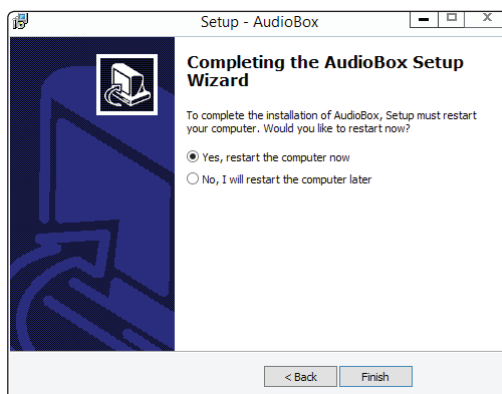 Setup - AudioBox
Completing the AudioBox Setup
Wizard
To complete the installation of AudioBox, Setup must restart
your computer. Would you like to restart now?
Yes, restart the computer now
No, I will restart the computer later
< Back
Finish